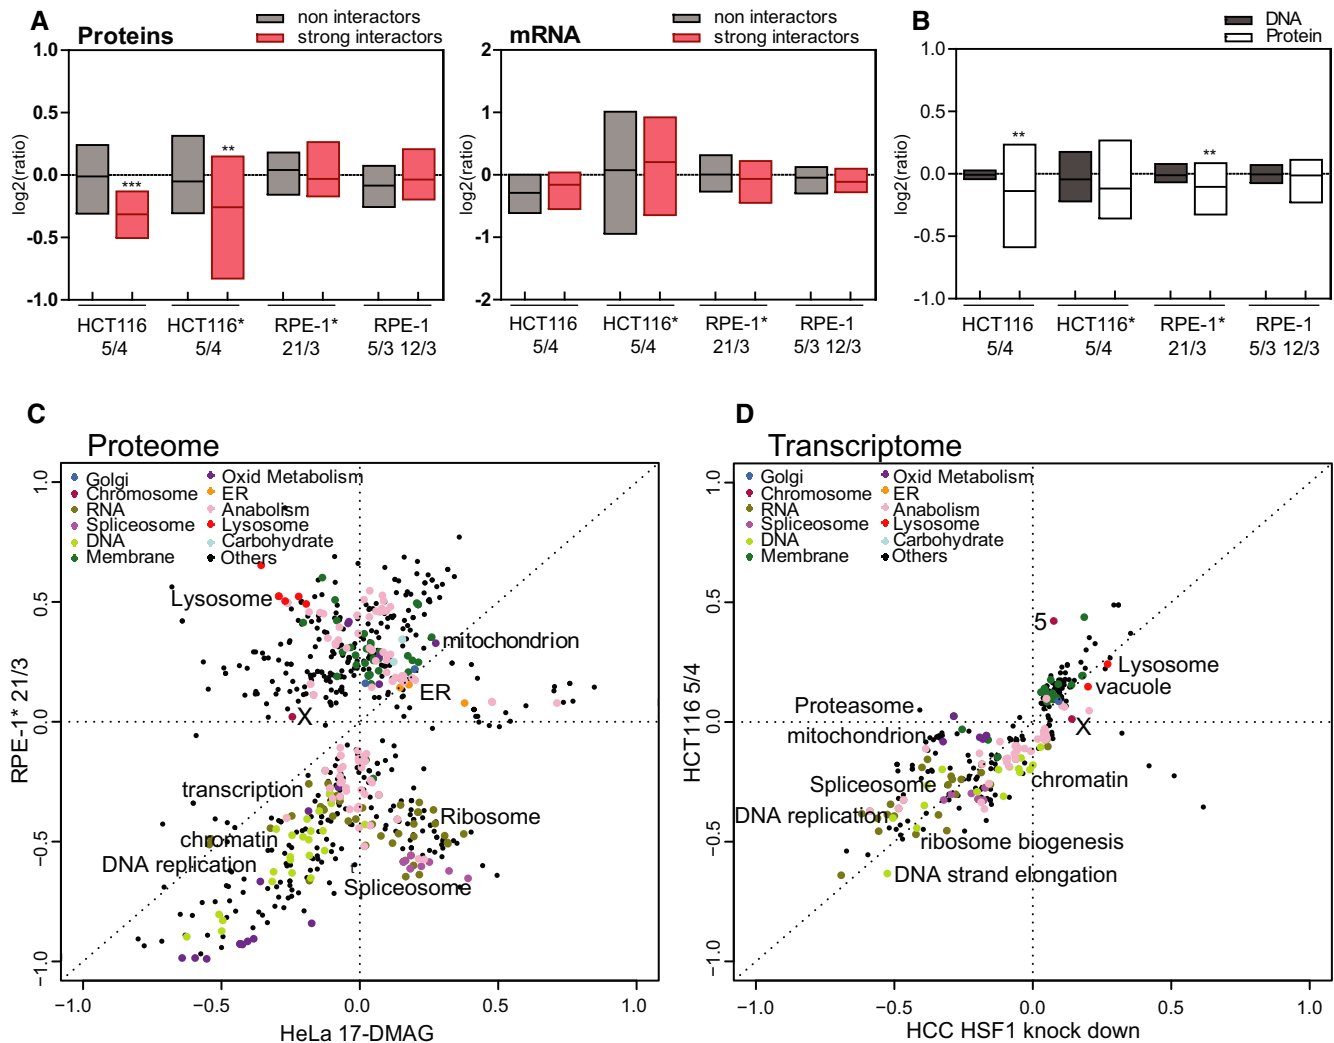 A
Proteins
non interactors
strong interactors
log2(ratio)
1.0
0.5
0.0
-0.5
-1.0
***
**
HCT116
5/4
HCT116*
5/4
RPE-1*
21/3
RPE-1
5/3 12/3
mRNA
non interactors
strong interactors
log2(ratio)
2
1
0
-1
-2
HCT116
5/4
HCT116*
5/4
RPE-1*
21/3
RPE-1
5/3 12/3
B
DNA
Protein
log2(ratio)
1.0
0.5
0.0
-0.5
-1.0
**
**
HCT116
5/4
HCT116*
5/4
RPE-1*
21/3
RPE-1
5/3 12/3
C
Proteome
Golgi
Chromosome
RNA
Spliceosome
DNA
Membrane
Oxid Metabolism
ER
Anabolism
Lysosome
Carbohydrate
Others
Lysosome
mitochondrion
ER
X
transcription
Ribosome
chromatin
DNA replication
Spliceosome
RPE-1* 21/3
1.0
0.5
0.0
−0.5
−1.0
−1.0
−0.5
0.0
0.5
1.0
HeLa 17-DMAG
D
Transcriptome
Golgi
Chromosome
RNA
Spliceosome
DNA
Membrane
Oxid Metabolism
ER
Anabolism
Lysosome
Carbohydrate
Others
5
Lysosome
vacuole
Proteasome
X
mitochondrion
Spliceosome
chromatin
DNA replication
ribosome biogenesis
DNA strand elongation
HCT116 5/4
1.0
0.5
0.0
−0.5
−1.0
−1.0
−0.5
0.0
0.5
1.0
HCC HSF1 knock down